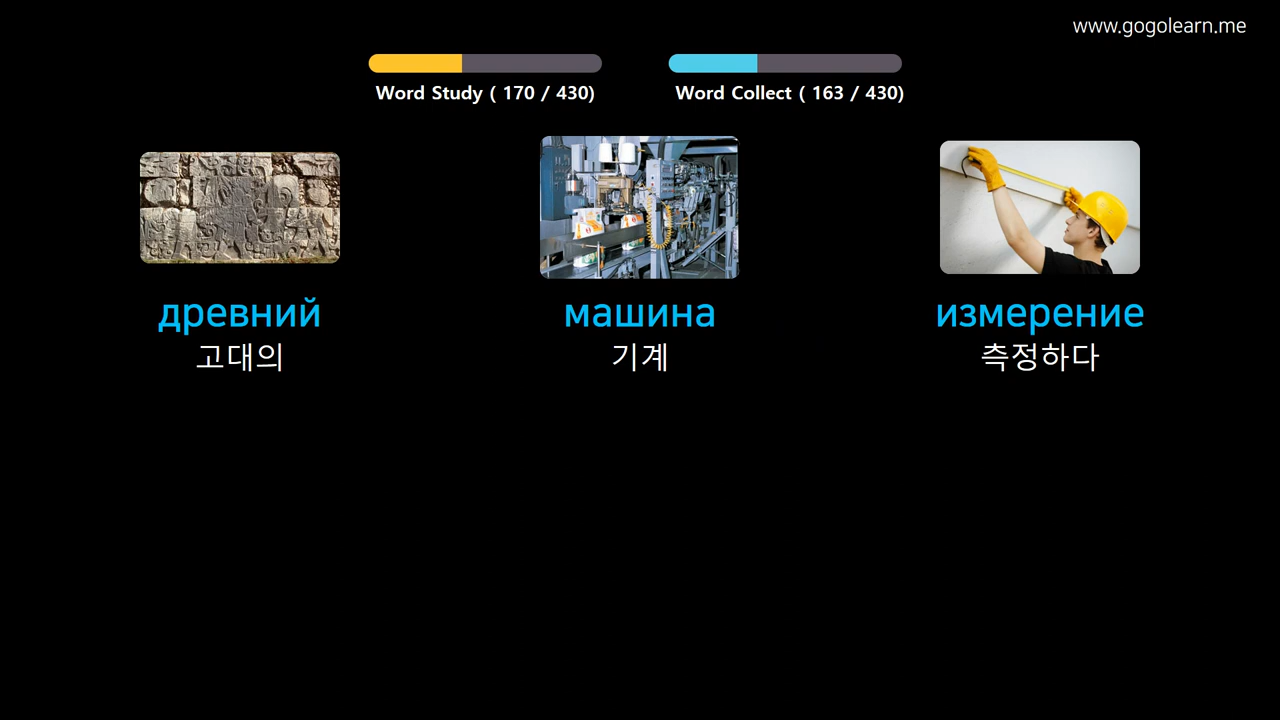 www.gogolearn.me
Word Study ( 170 / 430)
Word Collect ( 163 / 430)
древний
고대의
машина
기계
измерение
측정하다